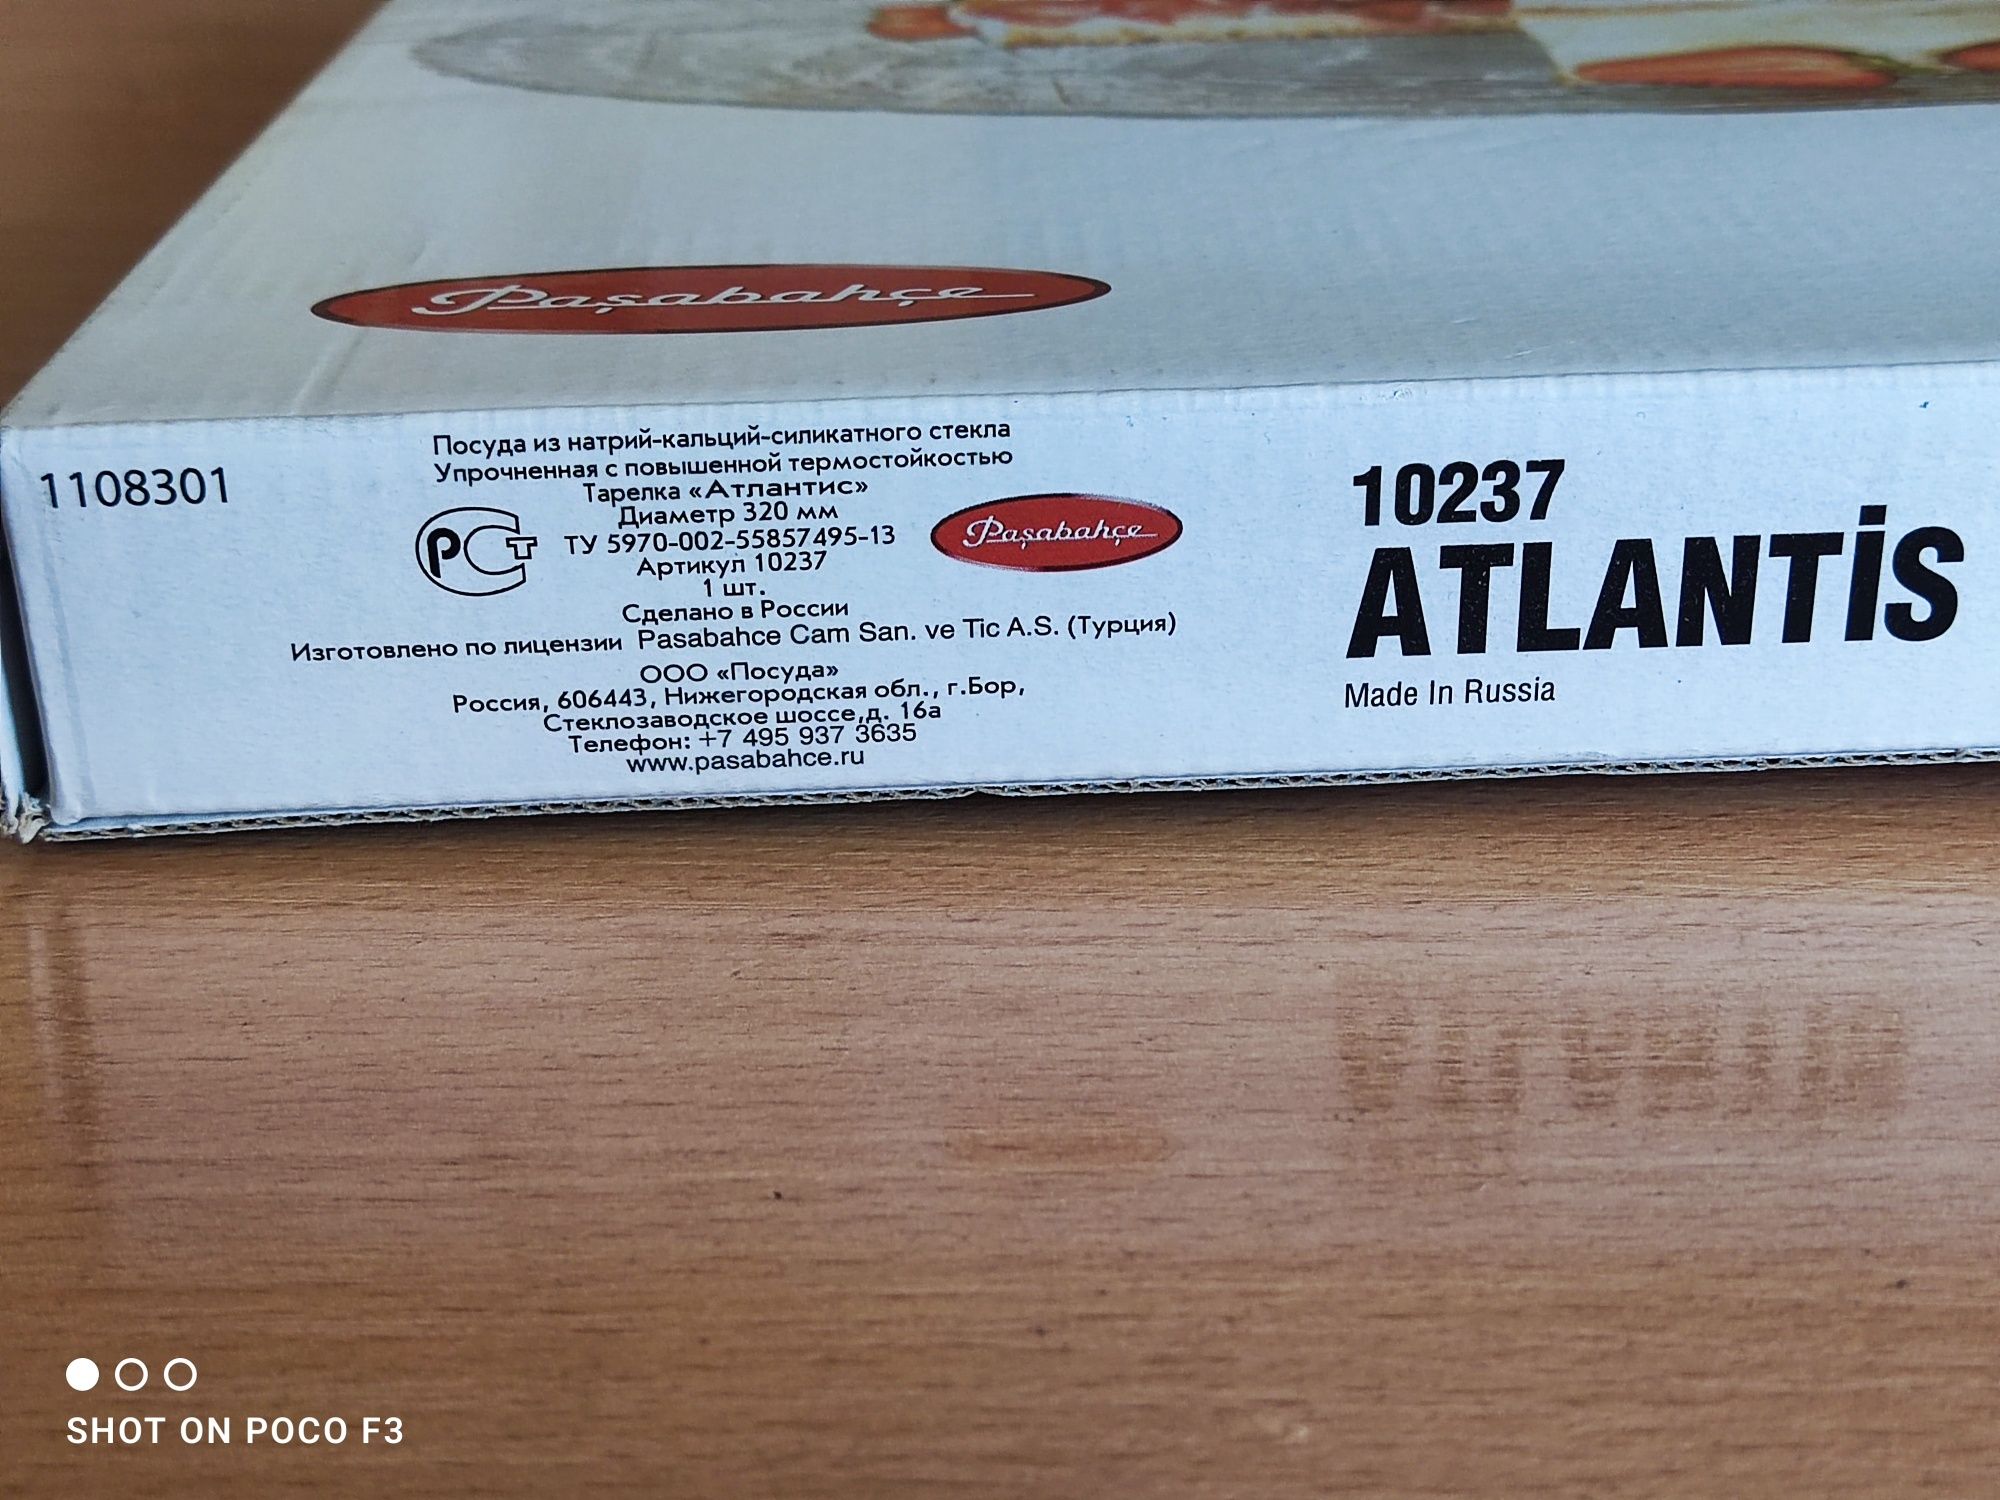 Paşabahçe
1108301
Посуда из натрий-кальций-силикатного стекла
Упрочненная с повышенной термостойкостью
Тарелка «Атлантис»
Диаметр 320 мм
ТУ 5970-002-55857495-13
Артикул 10237
1 шт.
Сделано в России
Изготовлено по лицензии Pasabahce Cam San. ve Tic A.S. (Турция)
ООО «Посуда»
Россия, 606443, Нижегородская обл., г.Бор,
Стеклозаводское шоссе,д. 16а
Телефон: +7 495 937 3635
www.pasabahce.ru
РСТ
Paşabahçe
10237
ATLANTİS
Made In Russia
SHOT ON POCO F3